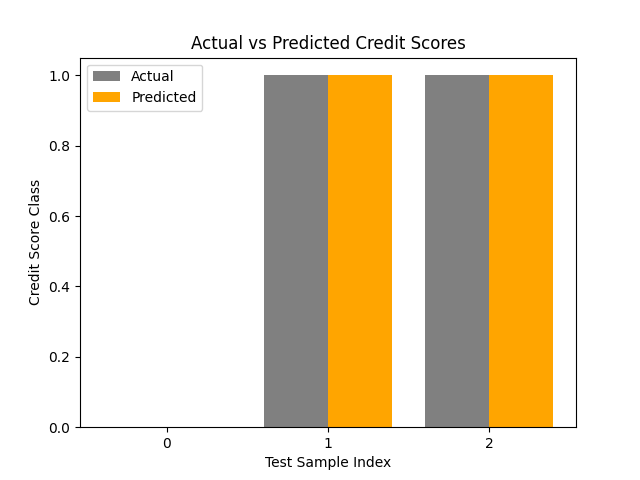 Actual vs Predicted Credit Scores
Actual
Predicted
Credit Score Class
1.0
0.8
0.6
0.4
0.2
0.0
0 1 2
Test Sample Index